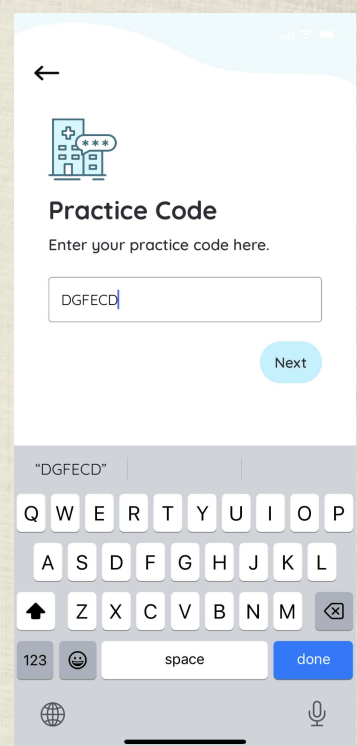 ***
Practice Code
Enter your practice code here.
DGFECD
Next
"DGFECD"
Q W E R T Y U I O P
A S D F G H J K L
Z X C V B N M
123 space done